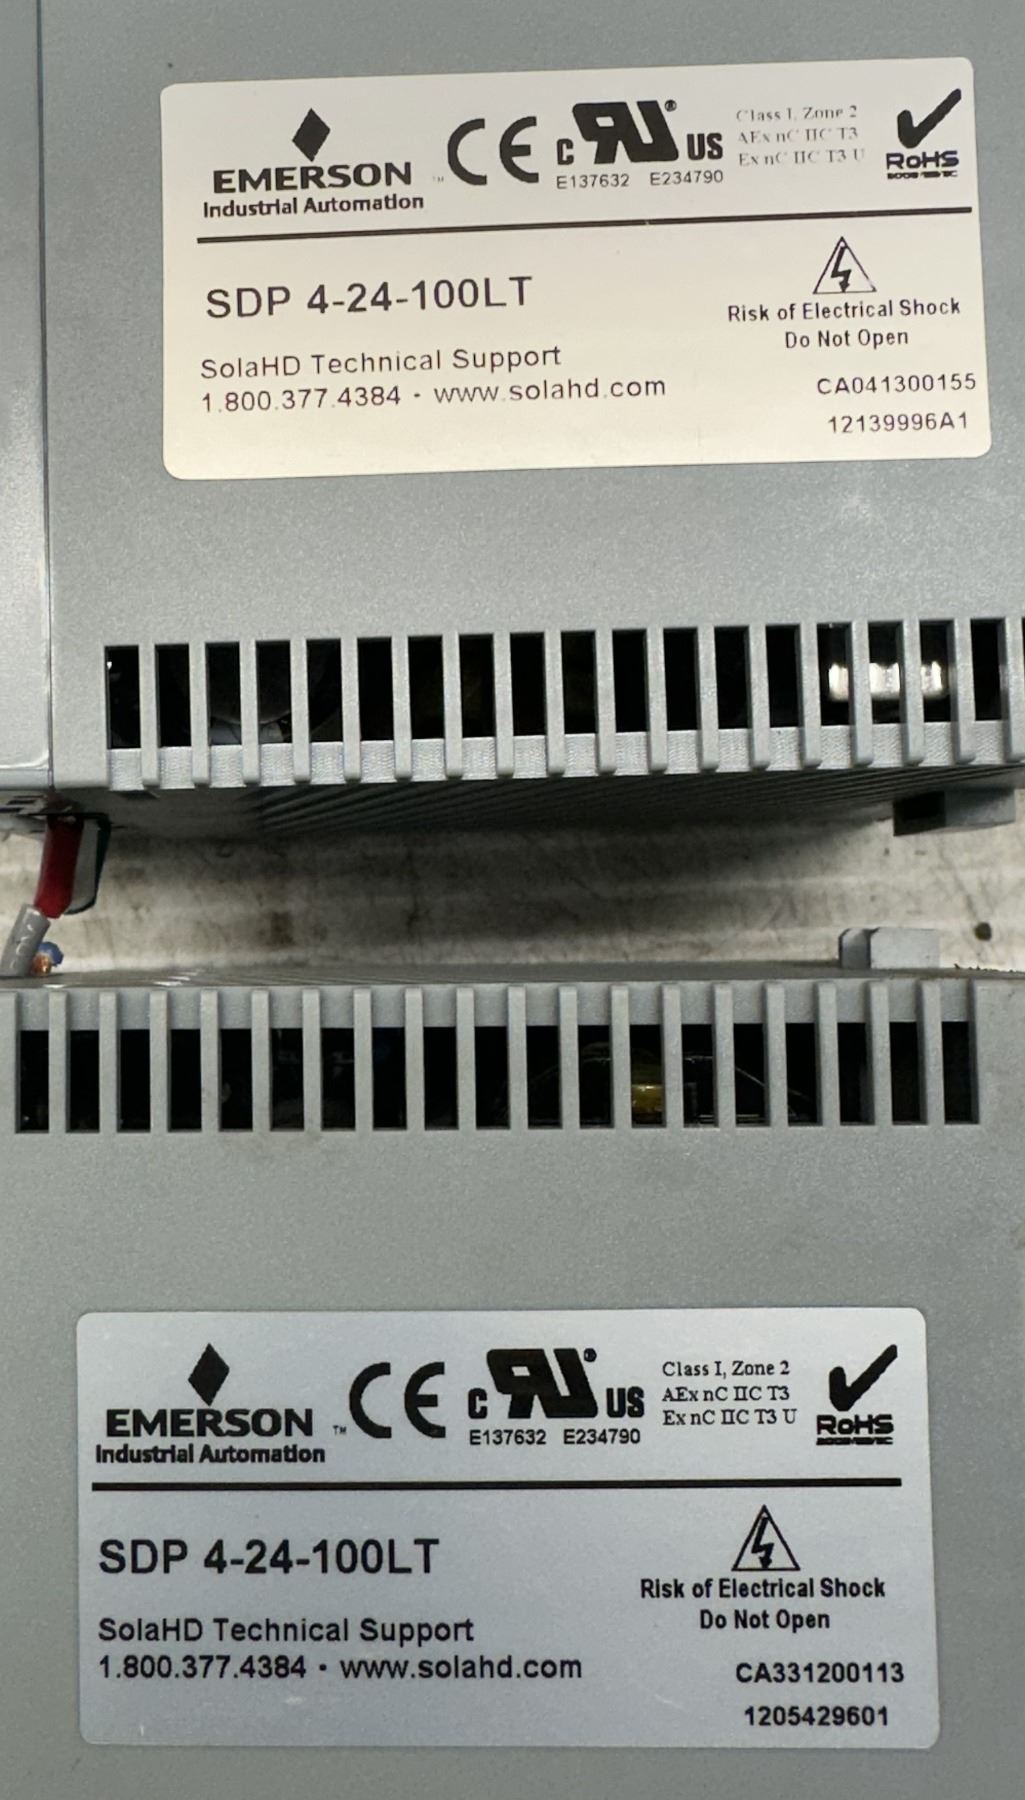 EMERSON ™
Industrial Automation
CE
c UR® US
E137632 E234790
Class I, Zone 2
AEx nC IIC T3
Ex nC IIC T3 U
RoHS
SDP 4-24-100LT
Risk of Electrical Shock
Do Not Open
SolaHD Technical Support
1.800.377.4384 · www.solahd.com
CA041300155
12139996A1
EMERSON ™
Industrial Automation
CE
c UR® US
E137632 E234790
Class I, Zone 2
AEx nC IIC T3
Ex nC IIC T3 U
RoHS
SDP 4-24-100LT
Risk of Electrical Shock
Do Not Open
SolaHD Technical Support
1.800.377.4384 · www.solahd.com
CA331200113
1205429601